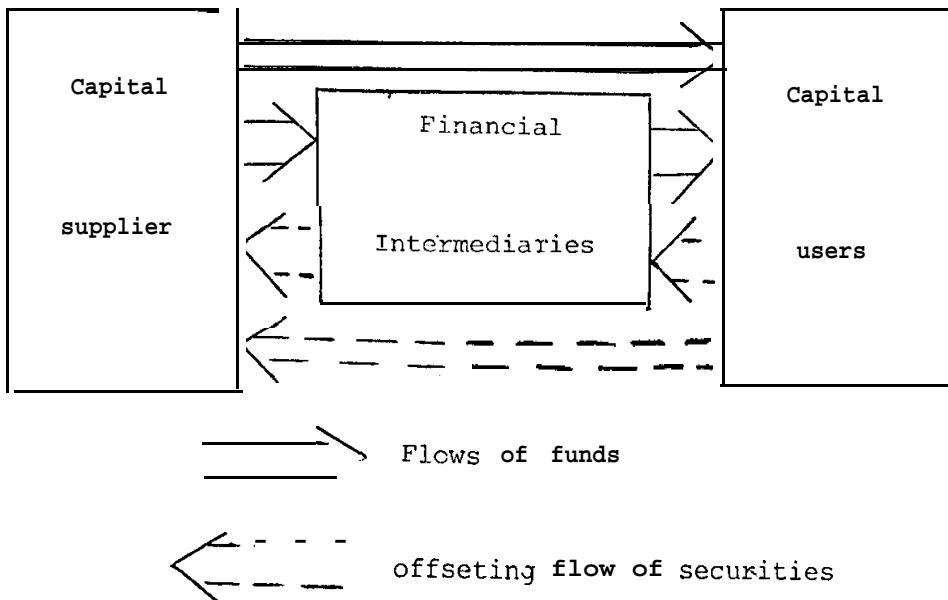 Capital
supplier
Financial
Intermediaries
Capital
users
Flows of funds
offseting flow of securities